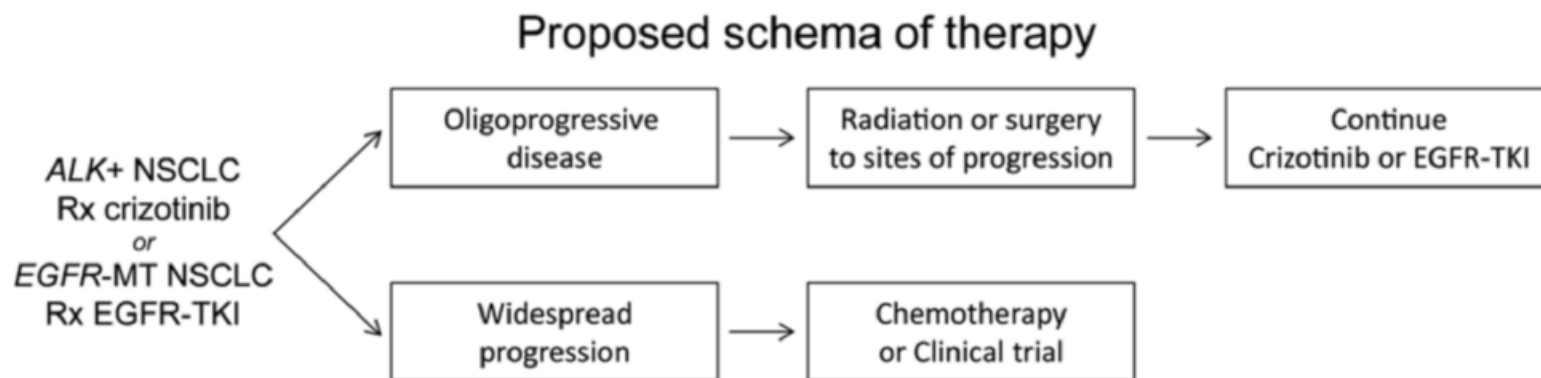 Proposed schema of therapy
ALK+ NSCLC
Rx crizotinib
or
EGFR-MT NSCLC
Rx EGFR-TKI
Oligoprogressive
disease
Radiation or surgery
to sites of progression
Continue
Crizotinib or EGFR-TKI
Widespread
progression
Chemotherapy
or Clinical trial